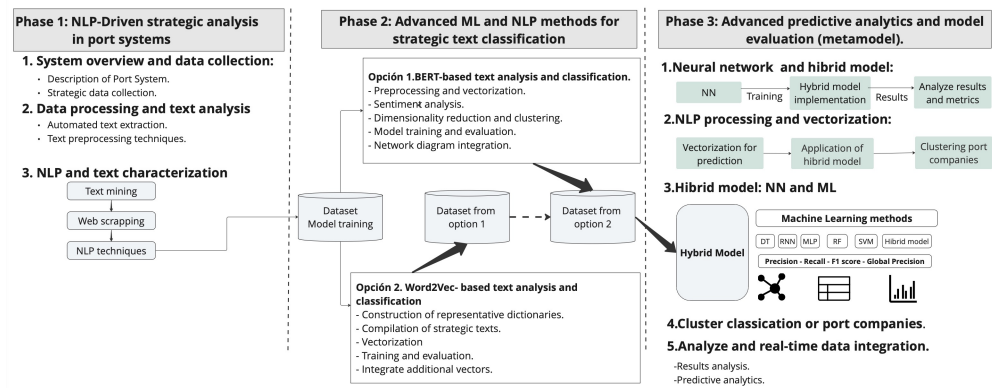 Phase 1: NLP-Driven strategic analysis
in port systems
1. System overview and data collection:
• Description of Port System.
• Strategic data collection.
2. Data processing and text analysis
• Automated text extraction.
• Text preprocessing techniques.
3. NLP and text characterization
Text mining
Web scrapping
NLP techniques
Phase 2: Advanced ML and NLP methods for
strategic text classification
Opción 1.BERT-based text analysis and classification.
- Preprocessing and vectorization.
- Sentiment analysis.
- Dimensionality reduction and clustering.
- Model training and evaluation.
- Network diagram integration.
Dataset
Model training
Dataset from
option 1
Dataset from
option 2
Opción 2. Word2Vec- based text analysis and
classification
- Construction of representative dictionaries.
- Compilation of strategic texts.
- Vectorization
- Training and evaluation.
- Integrate additional vectors.
Phase 3: Advanced predictive analytics and model
evaluation (metamodel).
1.Neural network and hibrid model:
NN
Training
Hybrid model
implementation
Results
Analyze results
and metrics
2.NLP processing and vectorization:
Vectorization for
prediction
Application of
hibrid model
Clustering port
companies
3.Hibrid model: NN and ML
Hybrid Model
Machine Learning methods
DT RNN MLP RF SVM Hibrid model
Precision - Recall - F1 score - Global Precision
4.Cluster classication or port companies.
5.Analyze and real-time data integration.
-Results analysis.
-Predictive analytics.